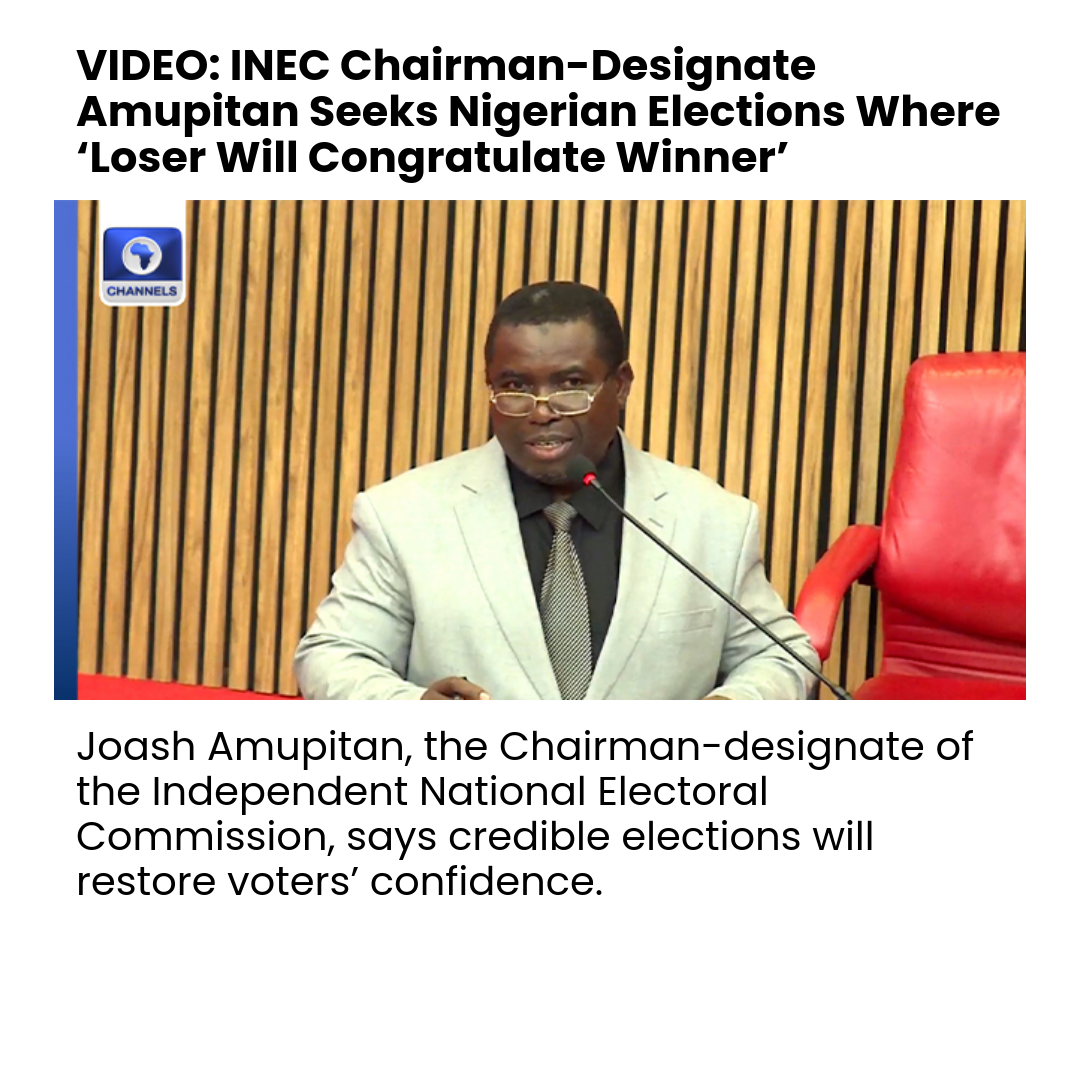 VIDEO: INEC Chairman-Designate
Amupitan Seeks Nigerian Elections Where
‘Loser Will Congratulate Winner’
CHANNELS
Joash Amupitan, the Chairman-designate of
the Independent National Electoral
Commission, says credible elections will
restore voters’ confidence.